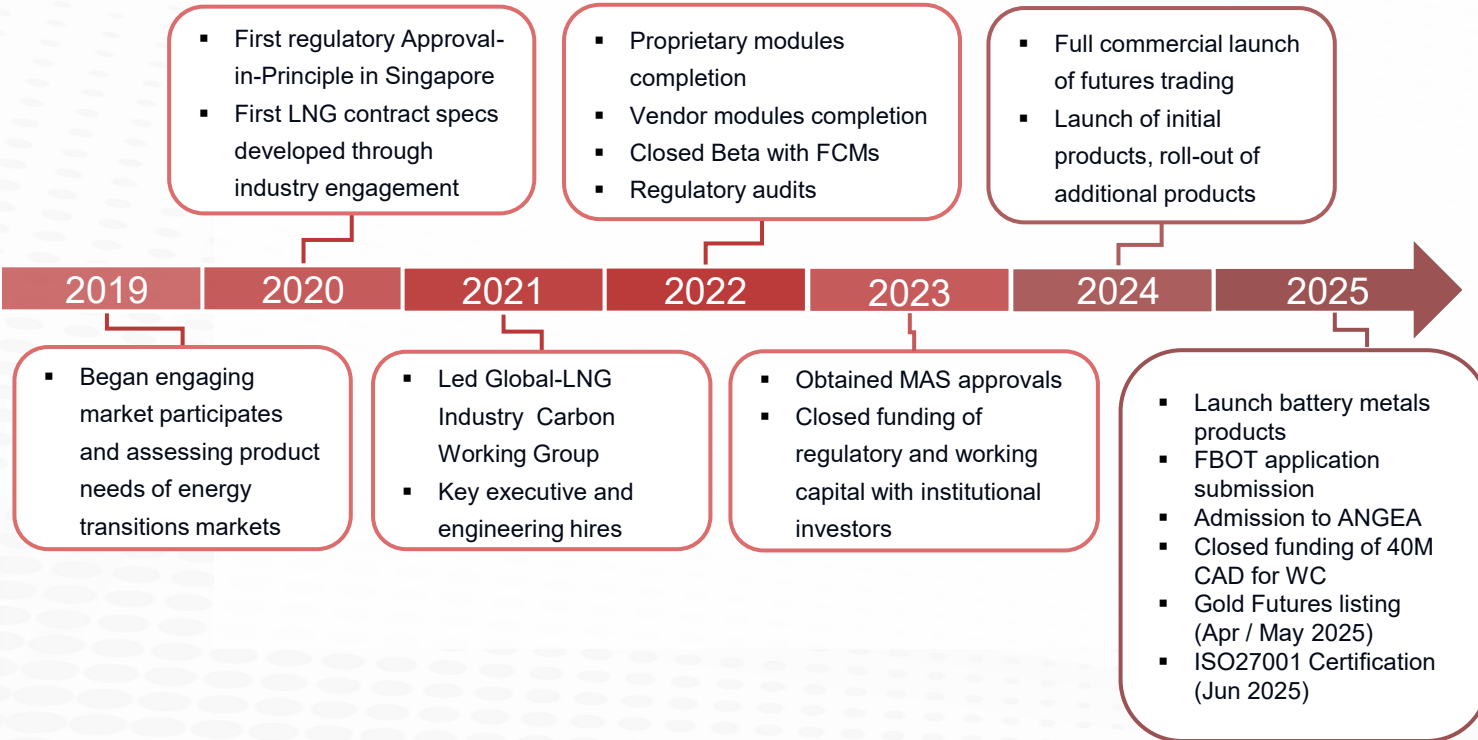 ▪ First regulatory Approval-
in-Principle in Singapore
▪ First LNG contract specs
developed through
industry engagement
▪ Proprietary modules
completion
▪ Vendor modules completion
▪ Closed Beta with FCMs
▪ Regulatory audits
▪ Full commercial launch
of futures trading
▪ Launch of initial
products, roll-out of
additional products
2019 2020 2021 2022 2023 2024 2025
▪ Began engaging
market participates
and assessing product
needs of energy
transitions markets
▪ Led Global-LNG
Industry Carbon
Working Group
▪ Key executive and
engineering hires
▪ Obtained MAS approvals
▪ Closed funding of
regulatory and working
capital with institutional
investors
▪ Launch battery metals
products
▪ FBOT application
submission
▪ Admission to ANGEA
▪ Closed funding of 40M
CAD for WC
▪ Gold Futures listing
(Apr / May 2025)
▪ ISO27001 Certification
(Jun 2025)